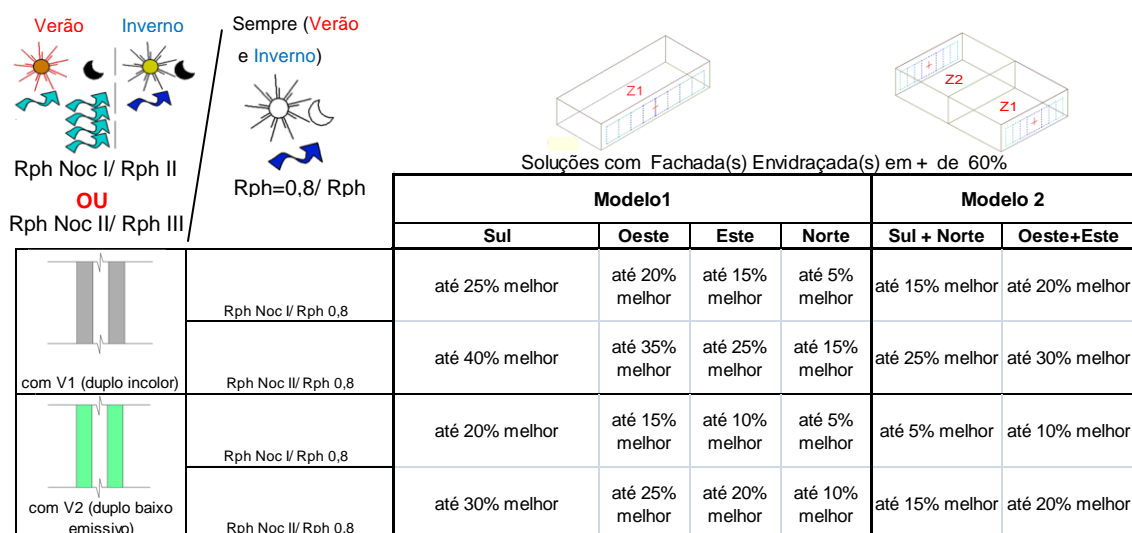 Verão Inverno
Sempre (Verão
e Inverno)
Rph Noc I/ Rph II
OU
Rph Noc II/ Rph III
Rph=0,8/ Rph
Z1
Z2
Z1
Soluções com Fachada(s) Envidraçada(s) em + de 60%
Modelo1 Modelo 2
Sul Oeste Este Norte Sul + Norte Oeste+Este
com V1 (duplo incolor)
Rph Noc I/ Rph 0,8
até 25% melhor
até 20% melhor
até 15% melhor
até 5% melhor
até 15% melhor
até 20% melhor
Rph Noc II/ Rph 0,8
até 40% melhor
até 35% melhor
até 25% melhor
até 15% melhor
até 25% melhor
até 30% melhor
com V2 (duplo baixo
emissivo)
Rph Noc I/ Rph 0,8
até 20% melhor
até 15% melhor
até 10% melhor
até 5% melhor
até 5% melhor
até 10% melhor
Rph Noc II/ Rph 0,8
até 30% melhor
até 25% melhor
até 20% melhor
até 10% melhor
até 15% melhor
até 20% melhor